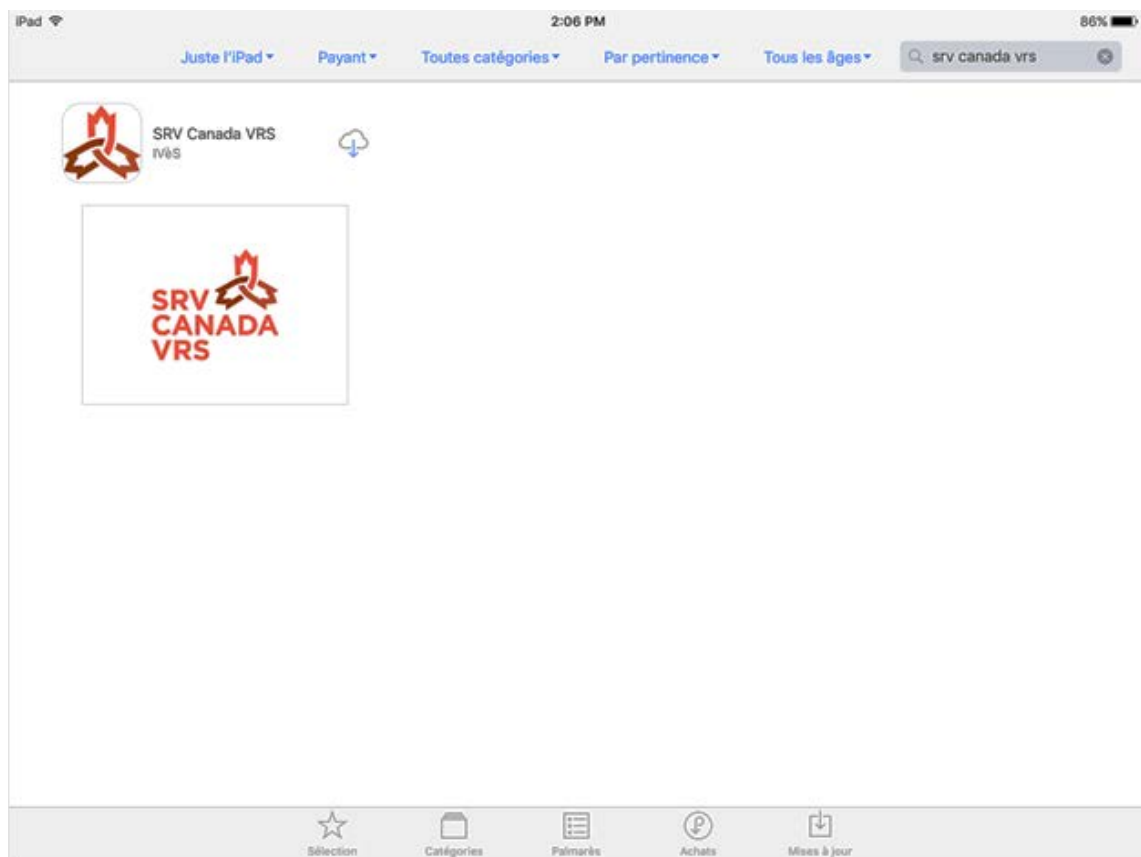 iPad 2:06 PM 86%
Juste l'iPad Payant Toutes catégories Par pertinence Tous les âges srv canada vrs
SRV Canada VRS
IVèS
SRV
CANADA
VRS
Sélection Catégories Palmarès Achats Mises à jour